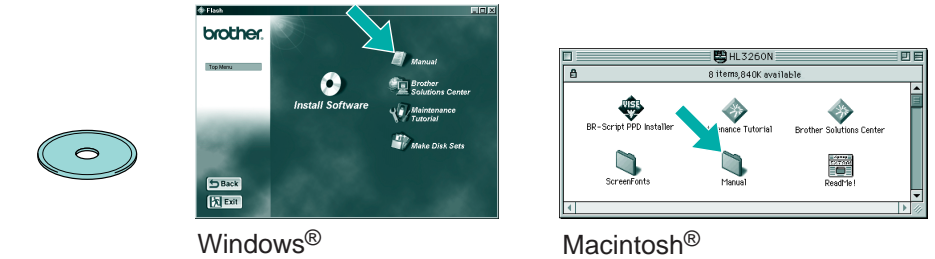 Flash
brother.
Top Menu
Install Software
Manual
Brother
Solutions Center
Maintenance
Tutorial
Make Disk Sets
Back
Exit
Windows®
HL3260N
8 items, 840K available
BR-Script PPD Installer
tenance Tutorial
Brother Solutions Center
ScreenFonts
Manual
ReadMe!
Macintosh®